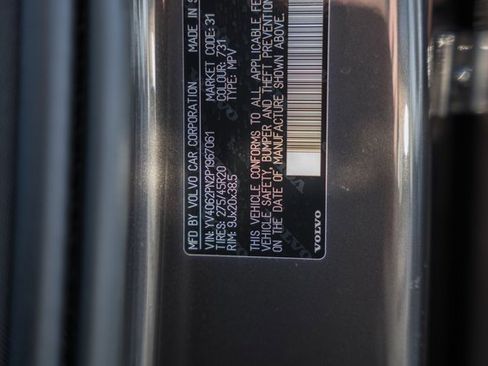 MFD BY VOLVO CAR CORPORATION MADE IN S
VIN: YV4062PN2P1967061 MARKET CODE: 31
TIRES: 275/45R20 COLOUR: 731
RIM: 9Jx20x38.5 TYPE: MPV
THIS VEHICLE CONFORMS TO ALL APPLICABLE FE
VEHICLE SAFETY, BUMPER AND THEFT PREVENTION
ON THE DATE OF MANUFACTURE SHOWN ABOVE.
VOLVO